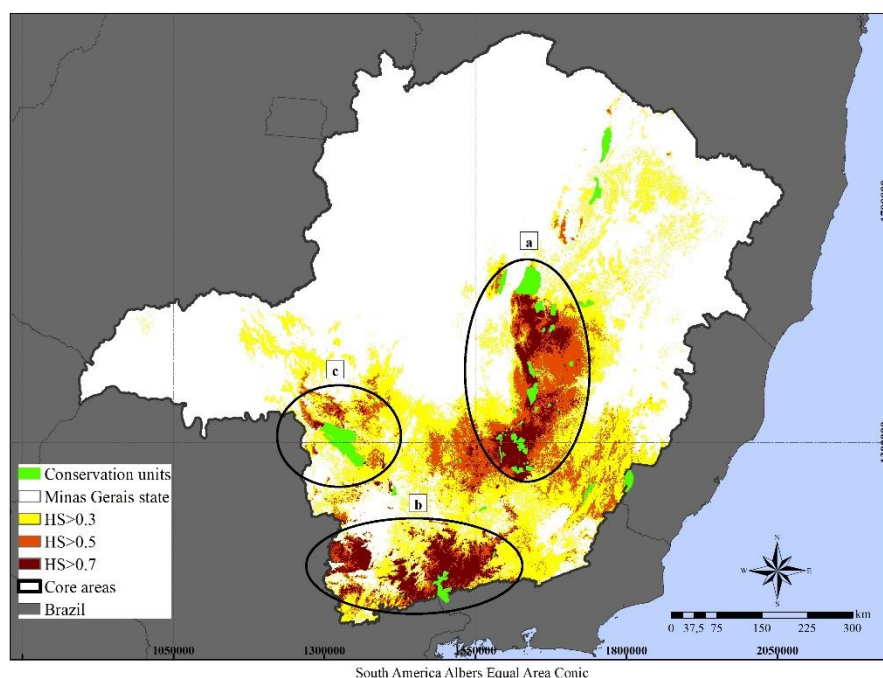 a
c
b
Conservation units
Minas Gerais state
HS>0.3
HS>0.5
HS>0.7
Core areas
Brazil
N
W E
S
km
0 37,5 75 150 225 300
1050000 1300000 1550000 1800000 2050000
South America Albers Equal Area Conic